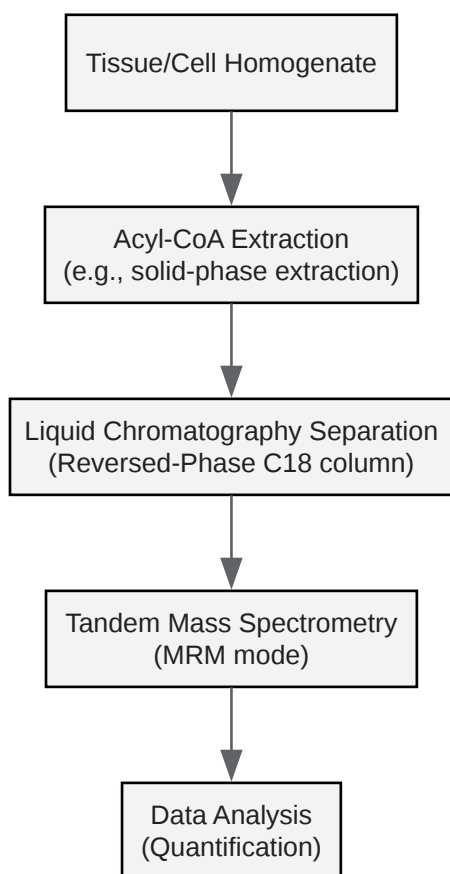 Tissue/Cell Homogenate
Acyl-CoA Extraction
(e.g., solid-phase extraction)
Liquid Chromatography Separation
(Reversed-Phase C18 column)
Tandem Mass Spectrometry
(MRM mode)
Data Analysis
(Quantification)